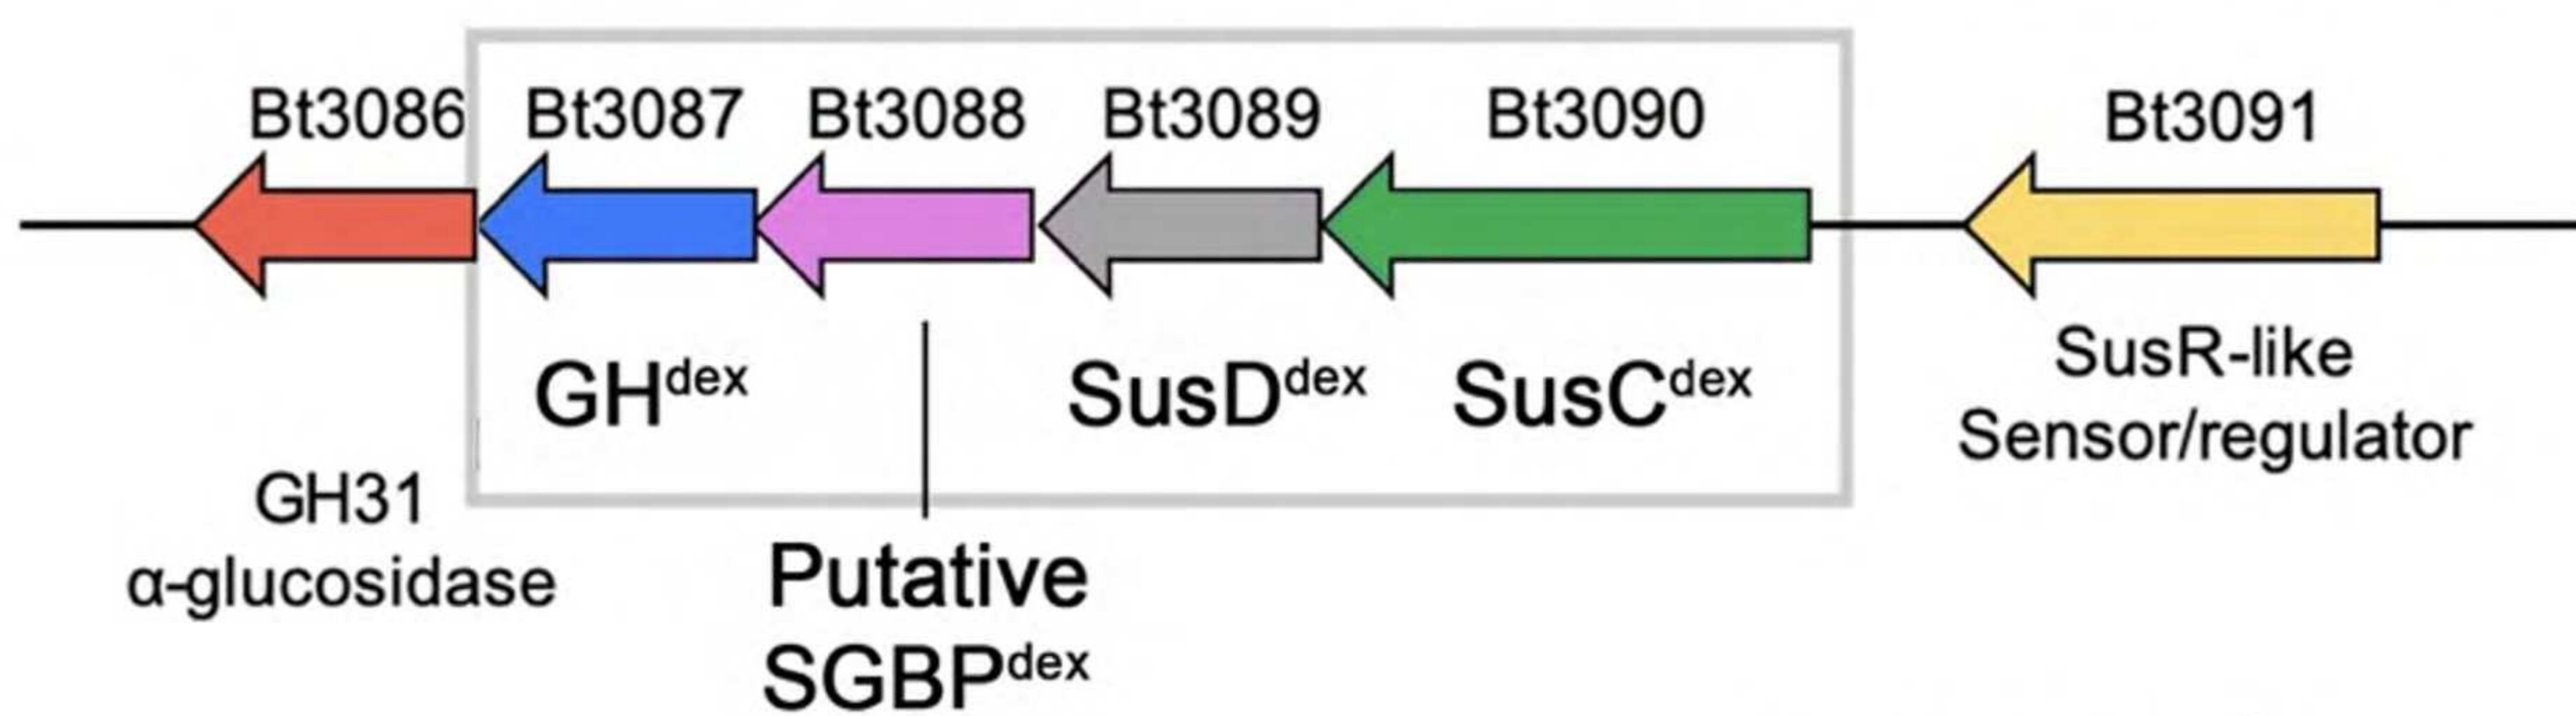 Bt3086 Bt3087 Bt3088 Bt3089 Bt3090 Bt3091
GHdex SusDdex SusCdex
SusR-like
Sensor/regulator
GH31
α-glucosidase
Putative
SGBPdex